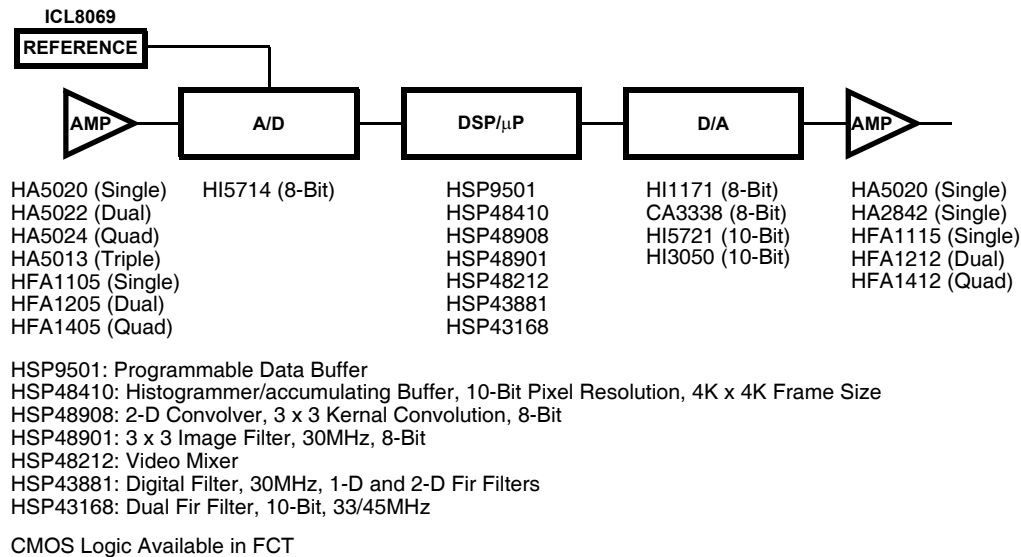 ICL8069
REFERENCE
AMP
A/D
DSP/μP
D/A
AMP
HA5020 (Single)
HA5022 (Dual)
HA5024 (Quad)
HA5013 (Triple)
HFA1105 (Single)
HFA1205 (Dual)
HFA1405 (Quad)
HI5714 (8-Bit)
HSP9501
HSP48410
HSP48908
HSP48901
HSP48212
HSP43881
HSP43168
HI1171 (8-Bit)
CA3338 (8-Bit)
HI5721 (10-Bit)
HI3050 (10-Bit)
HA5020 (Single)
HA2842 (Single)
HFA1115 (Single)
HFA1212 (Dual)
HFA1412 (Quad)
HSP9501: Programmable Data Buffer
HSP48410: Histogrammer/accumulating Buffer, 10-Bit Pixel Resolution, 4K x 4K Frame Size
HSP48908: 2-D Convolver, 3 x 3 Kernal Convolution, 8-Bit
HSP48901: 3 x 3 Image Filter, 30MHz, 8-Bit
HSP48212: Video Mixer
HSP43881: Digital Filter, 30MHz, 1-D and 2-D Fir Filters
HSP43168: Dual Fir Filter, 10-Bit, 33/45MHz
CMOS Logic Available in FCT